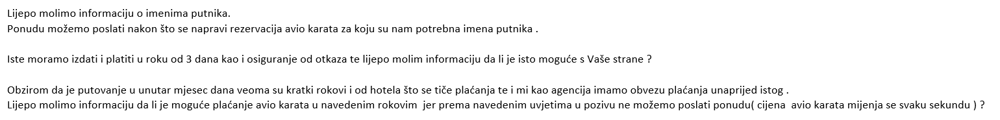 Lijepo molimo informaciju o imenima putnika.
Ponudu možemo poslati nakon što se napravi rezervacija avio karata za koju su nam potrebna imena putnika .
Iste moramo izdati i platiti u roku od 3 dana kao i osiguranje od otkaza te lijepo molim informaciju da li je isto moguće s Vaše strane ?
Obzirom da je putovanje u unutar mjesec dana veoma su kratki rokovi i od hotela što se tiče plaćanja te i mi kao agencija imamo obvezu plaćanja unaprijed istog .
Lijepo molimo informaciju da li je moguće plaćanje avio karata u navedenim rokovim  jer prema navedenim uvjetima u pozivu ne možemo poslati ponudu( cijena  avio karata mijenja se svaku sekundu ) ?